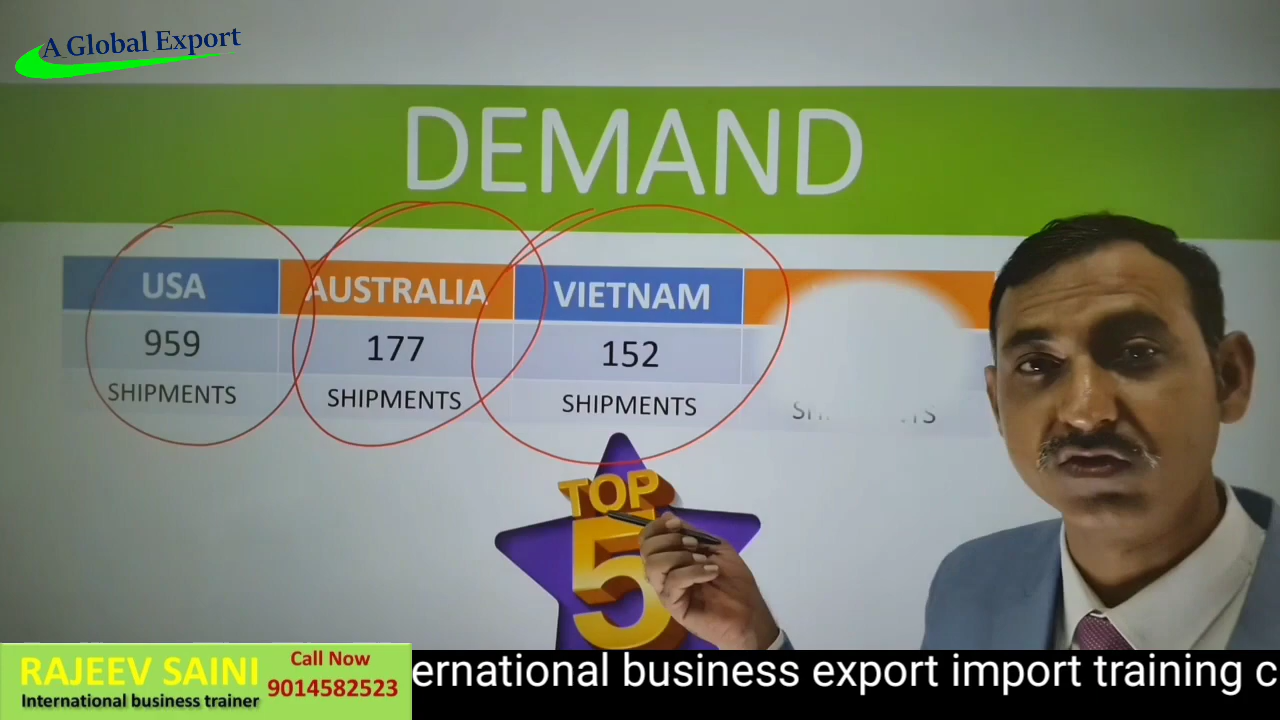 A Global Export
DEMAND
USA
AUSTRALIA
VIETNAM
959
177
152
SHIPMENTS
SHIPMENTS
SHIPMENTS
TOP
5
RAJEEV SAINI
International business trainer
Call Now
9014582523
ernational business export import training c